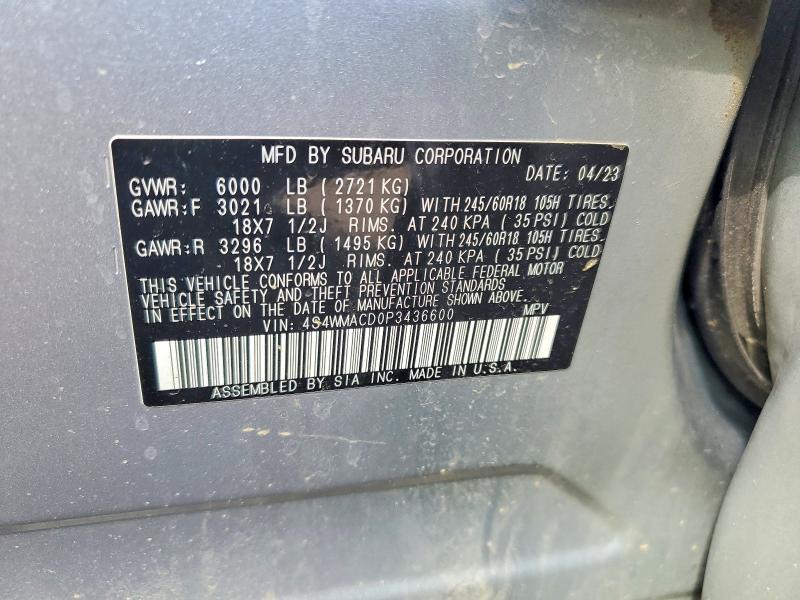 MFD BY SUBARU CORPORATION
DATE: 04/23
GVWR: 6000 LB ( 2721 KG)
GAWR:F 3021 LB ( 1370 KG) WITH 245/60R18 105H TIRES.
18X7 1/2J RIMS. AT 240 KPA ( 35 PSI) COLD
GAWR:R 3296 LB ( 1495 KG) WITH 245/60R18 105H TIRES.
18X7 1/2J RIMS. AT 240 KPA ( 35 PSI) COLD
THIS VEHICLE CONFORMS TO ALL APPLICABLE FEDERAL MOTOR
VEHICLE SAFETY AND THEFT PREVENTION STANDARDS
IN EFFECT ON THE DATE OF MANUFACTURE SHOWN ABOVE.
VIN: 4S4WMACD0P3436600 MPV
ASSEMBLED BY SIA INC. MADE IN U.S.A.